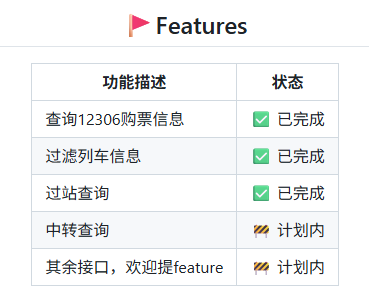 🚩 Features
功能描述 状态
查询12306购票信息 ✅ 已完成
过滤列车信息 ✅ 已完成
过站查询 ✅ 已完成
中转查询 🚧 计划内
其余接口，欢迎提feature 🚧 计划内